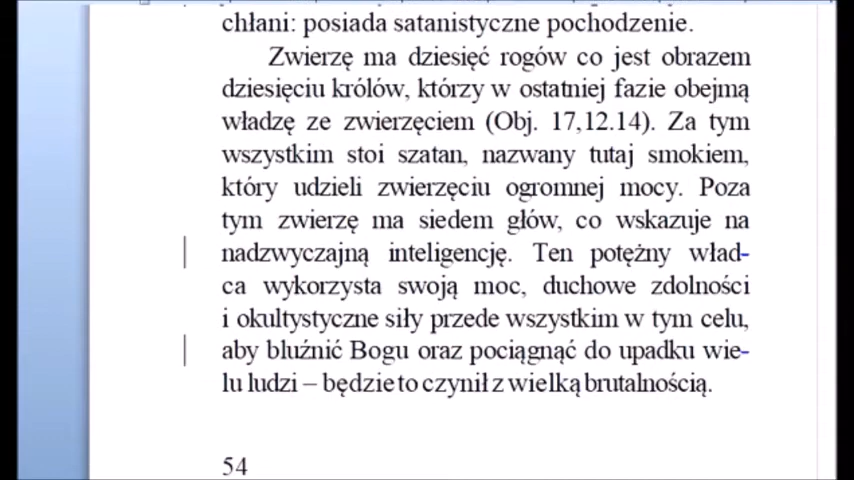 chłani: posiada satanistyczne pochodzenie.
Zwierzę ma dziesięć rogów co jest obrazem
dziesięciu królów, którzy w ostatniej fazie obejmą
władzę ze zwierzęciem (Obj. 17,12.14). Za tym
wszystkim stoi szatan, nazwany tutaj smokiem,
który udzieli zwierzęciu ogromnej mocy. Poza
tym zwierzę ma siedem głów, co wskazuje na
nadzwyczajną inteligencję. Ten potężny wład-
ca wykorzysta swoją moc, duchowe zdolności
i okultystyczne siły przede wszystkim w tym celu,
aby bluźnić Bogu oraz pociągnąć do upadku wie-
lu ludzi – będzie to czynił z wielką brutalnością.
54